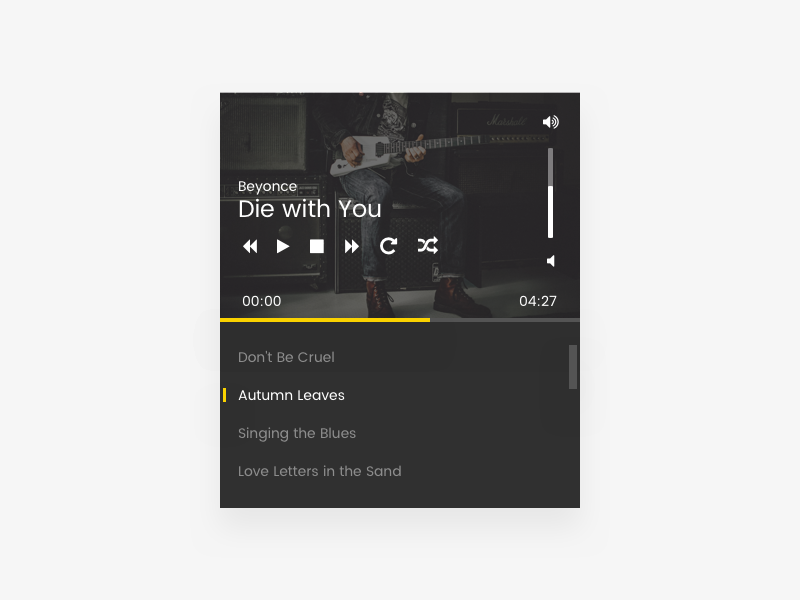 Marshall
Beyonce
Die with You
00:00
04:27
Don't Be Cruel
Autumn Leaves
Singing the Blues
Love Letters in the Sand